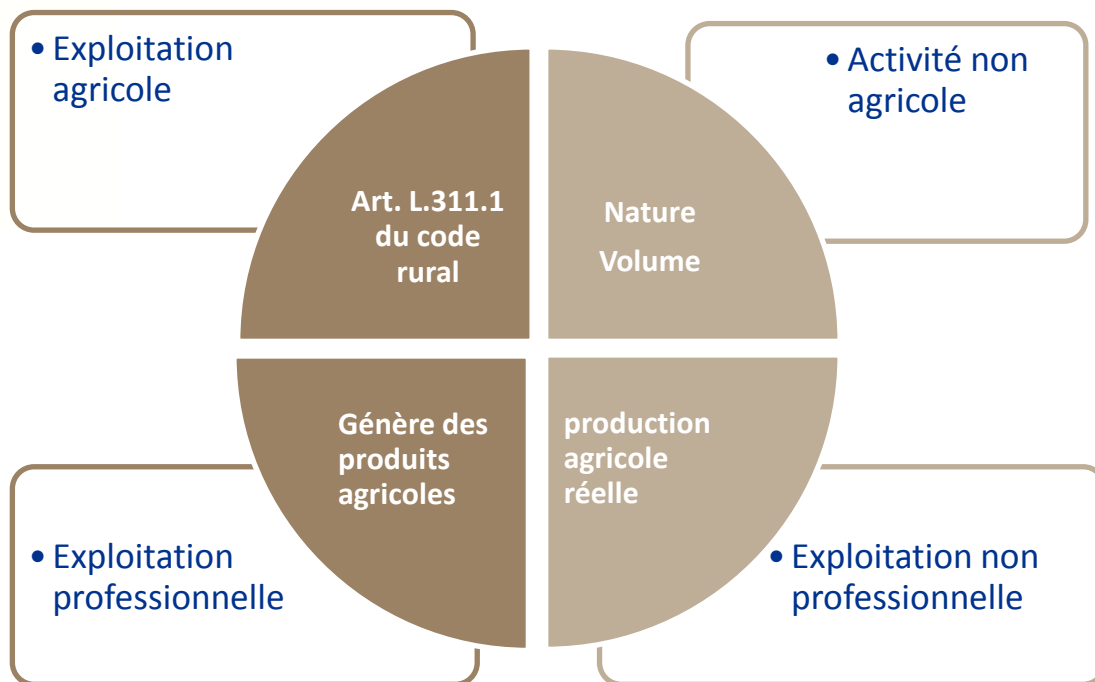 • Exploitation
agricole
• Activité non
agricole
Art. L.311.1
du code
rural
Nature
Volume
Génère des
produits
agricoles
production
agricole
réelle
• Exploitation
professionnelle
• Exploitation non
professionnelle